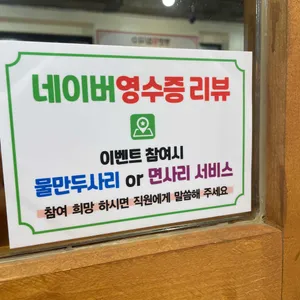 네이버영수증 리뷰
이벤트 참여시
물만두사리 or 면사리 서비스
참여 희망 하시면 직원에게 말씀해 주세요